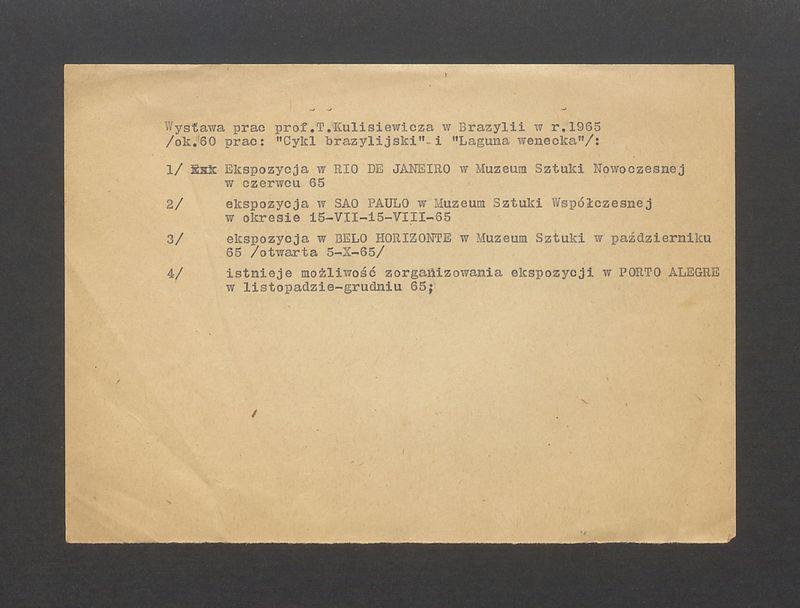 Wystawa prac prof.T.Kulisiewicza w Brazylii w r.1965
/ok.60 prac: "Cykl brazylijski" i "Laguna wenecka"/:
1/ Ekspozycja w RIO DE JANEIRO w Muzeum Sztuki Nowoczesnej
w czerwcu 65
2/ ekspozycja w SAO PAULO w Muzeum Sztuki Współczesnej
w okresie 15-VII-15-VIII-65
3/ ekspozycja w BELO HORIZONTE w Muzeum Sztuki w październiku
65 /otwarta 5-X-65/
4/ istnieje możliwość zorganizowania ekspozycji w PORTO ALEGRE
w listopadzie-grudniu 65;